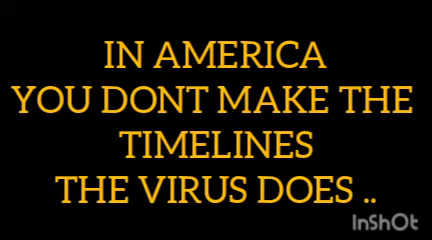 IN AMERICA
YOU DONT MAKE THE
TIMELINES
THE VIRUS DOES ..
InShOt